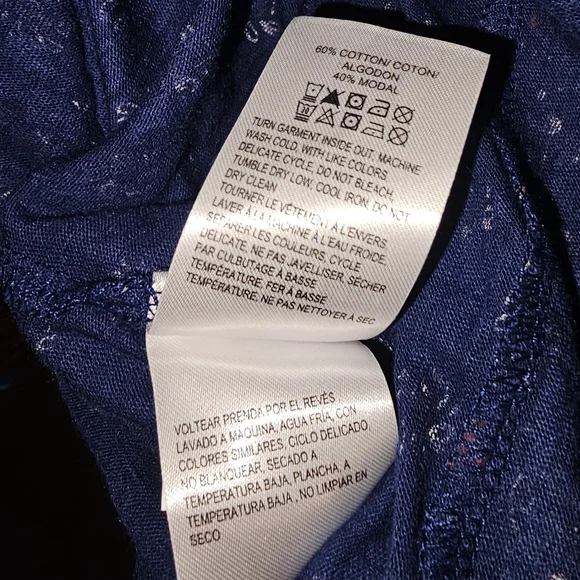 60% COTTON/ COTON/
ALGODON
40% MODAL
TURN GARMENT INSIDE OUT, MACHINE
WASH COLD, WITH LIKE COLORS,
DELICATE CYCLE, DO NOT BLEACH,
TUMBLE DRY LOW, COOL IRON, DO NOT
DRY CLEAN
TOURNER LE VÊTEMENT À L'ENVERS
LAVER À LA MACHINE À L'EAU FROIDE,
SÉPARER LES COULEURS, CYCLE
DÉLICATE, NE PAS JAVELLISER, SÉCHER
PAR CULBUTAGE À BASSE
TEMPÉRATURE, FER À BASSE
TEMPÉRATURE, NE PAS NETTOYER À SEC
VOLTEAR PRENDA POR EL REVÉS
LAVADO A MAQUINA, AGUA FRÍA, CON
COLORES SIMILARES, CICLO DELICADO
NO BLANQUEAR, SECADO A
TEMPERATURA BAJA, PLANCHA, A
TEMPERATURA BAJA , NO LIMPIAR EN
SECO